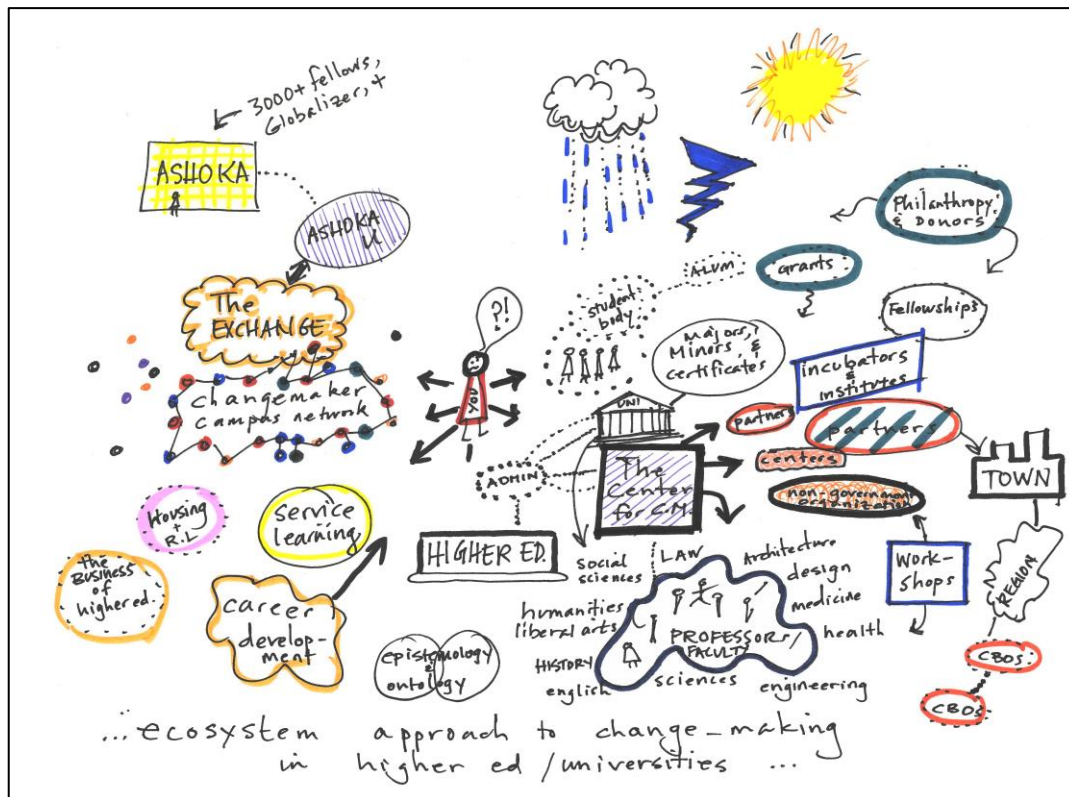 3000+ fellows,
Globalizer, +
ASHOKA
ASHOKA
U
The
EXCHANGE
changemaker
campus network
?!
YOU
student
body
ALUM
Grants
Philanthropy
& Donors
Fellowships
Majors,
Minors, &
certificates
incubators
&
institutes
UNI
partners
partners
centers
non-government
organization
TOWN
ADMIN
The
Center
for C.M.
HIGHER ED.
Housing
+
R.L
service
learning
the
Business
of
higher ed.
career
develop-
ment
epistemology
&
ontology
Social
sciences
LAW
Architecture
design
medicine
health
engineering
sciences
humanities
liberal arts
HISTORY
english
PROFESSORS/
FACULTY
WORK-
SHOPS
REGION
CBOs
CBOs
...ecosystem approach to change-making
in higher ed/universities ...